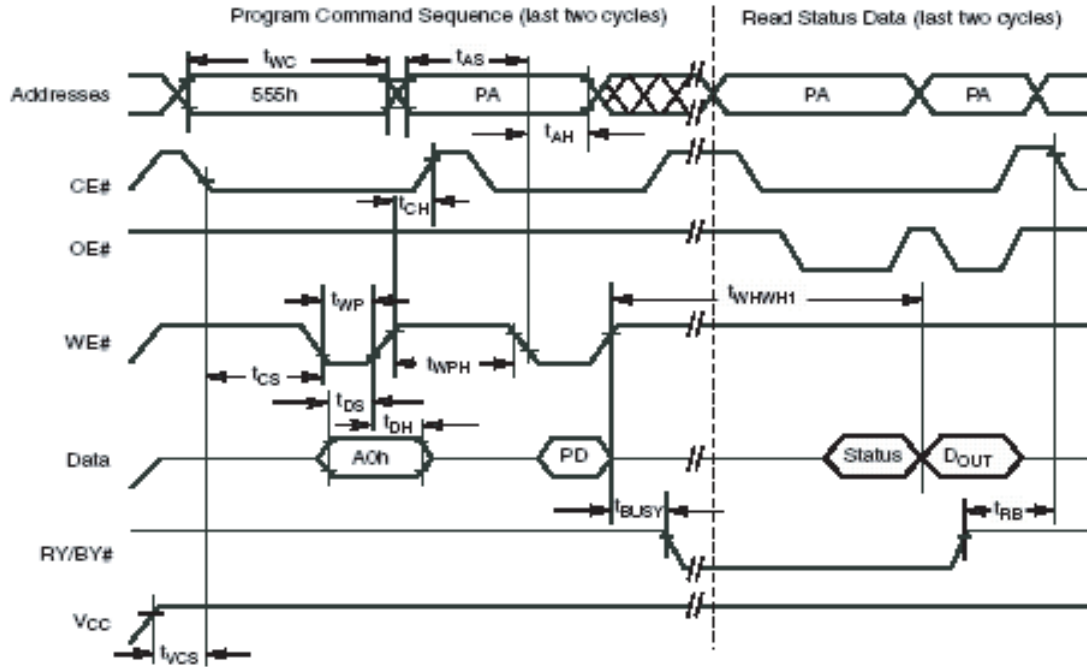 Program Command Sequence (last two cycles)
Read Status Data (last two cycles)
tWC
tAS
Addresses
555h
PA
PA
PA
tAH
CE#
tCH
OE#
tWP
tWHWH1
WE#
tWPH
tCS
tDS
tDH
Data
A0h
PD
Status
DOUT
tBUSY
tRB
RY/BY#
VCC
tVCS